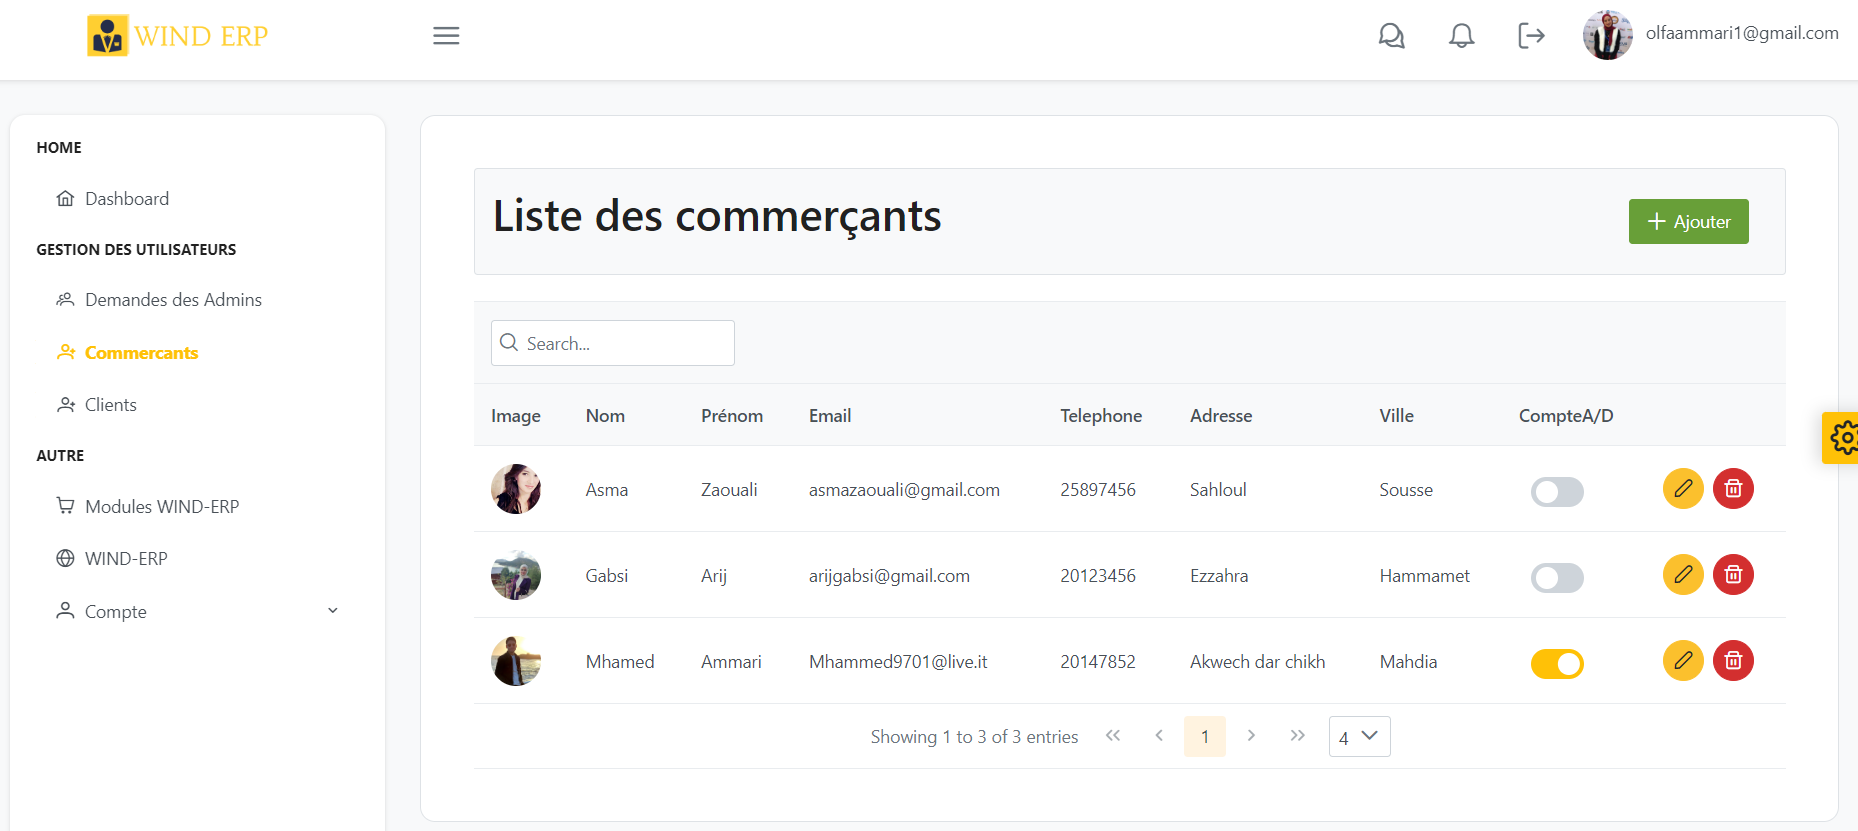 WIND ERP
olfaammari1@gmail.com
HOME
Dashboard
GESTION DES UTILISATEURS
Demandes des Admins
Commercants
Clients
AUTRE
Modules WIND-ERP
WIND-ERP
Compte
Liste des commerçants
Ajouter
Search...
Image Nom Prénom Email Telephone Adresse Ville CompteA/D
Asma Zaouali asmazaouali@gmail.com 25897456 Sahloul Sousse
Gabsi Arij arijgabsi@gmail.com 20123456 Ezzahra Hammamet
Mhamed Ammari Mhammed9701@live.it 20147852 Akwech dar chikh Mahdia
Showing 1 to 3 of 3 entries 1 4